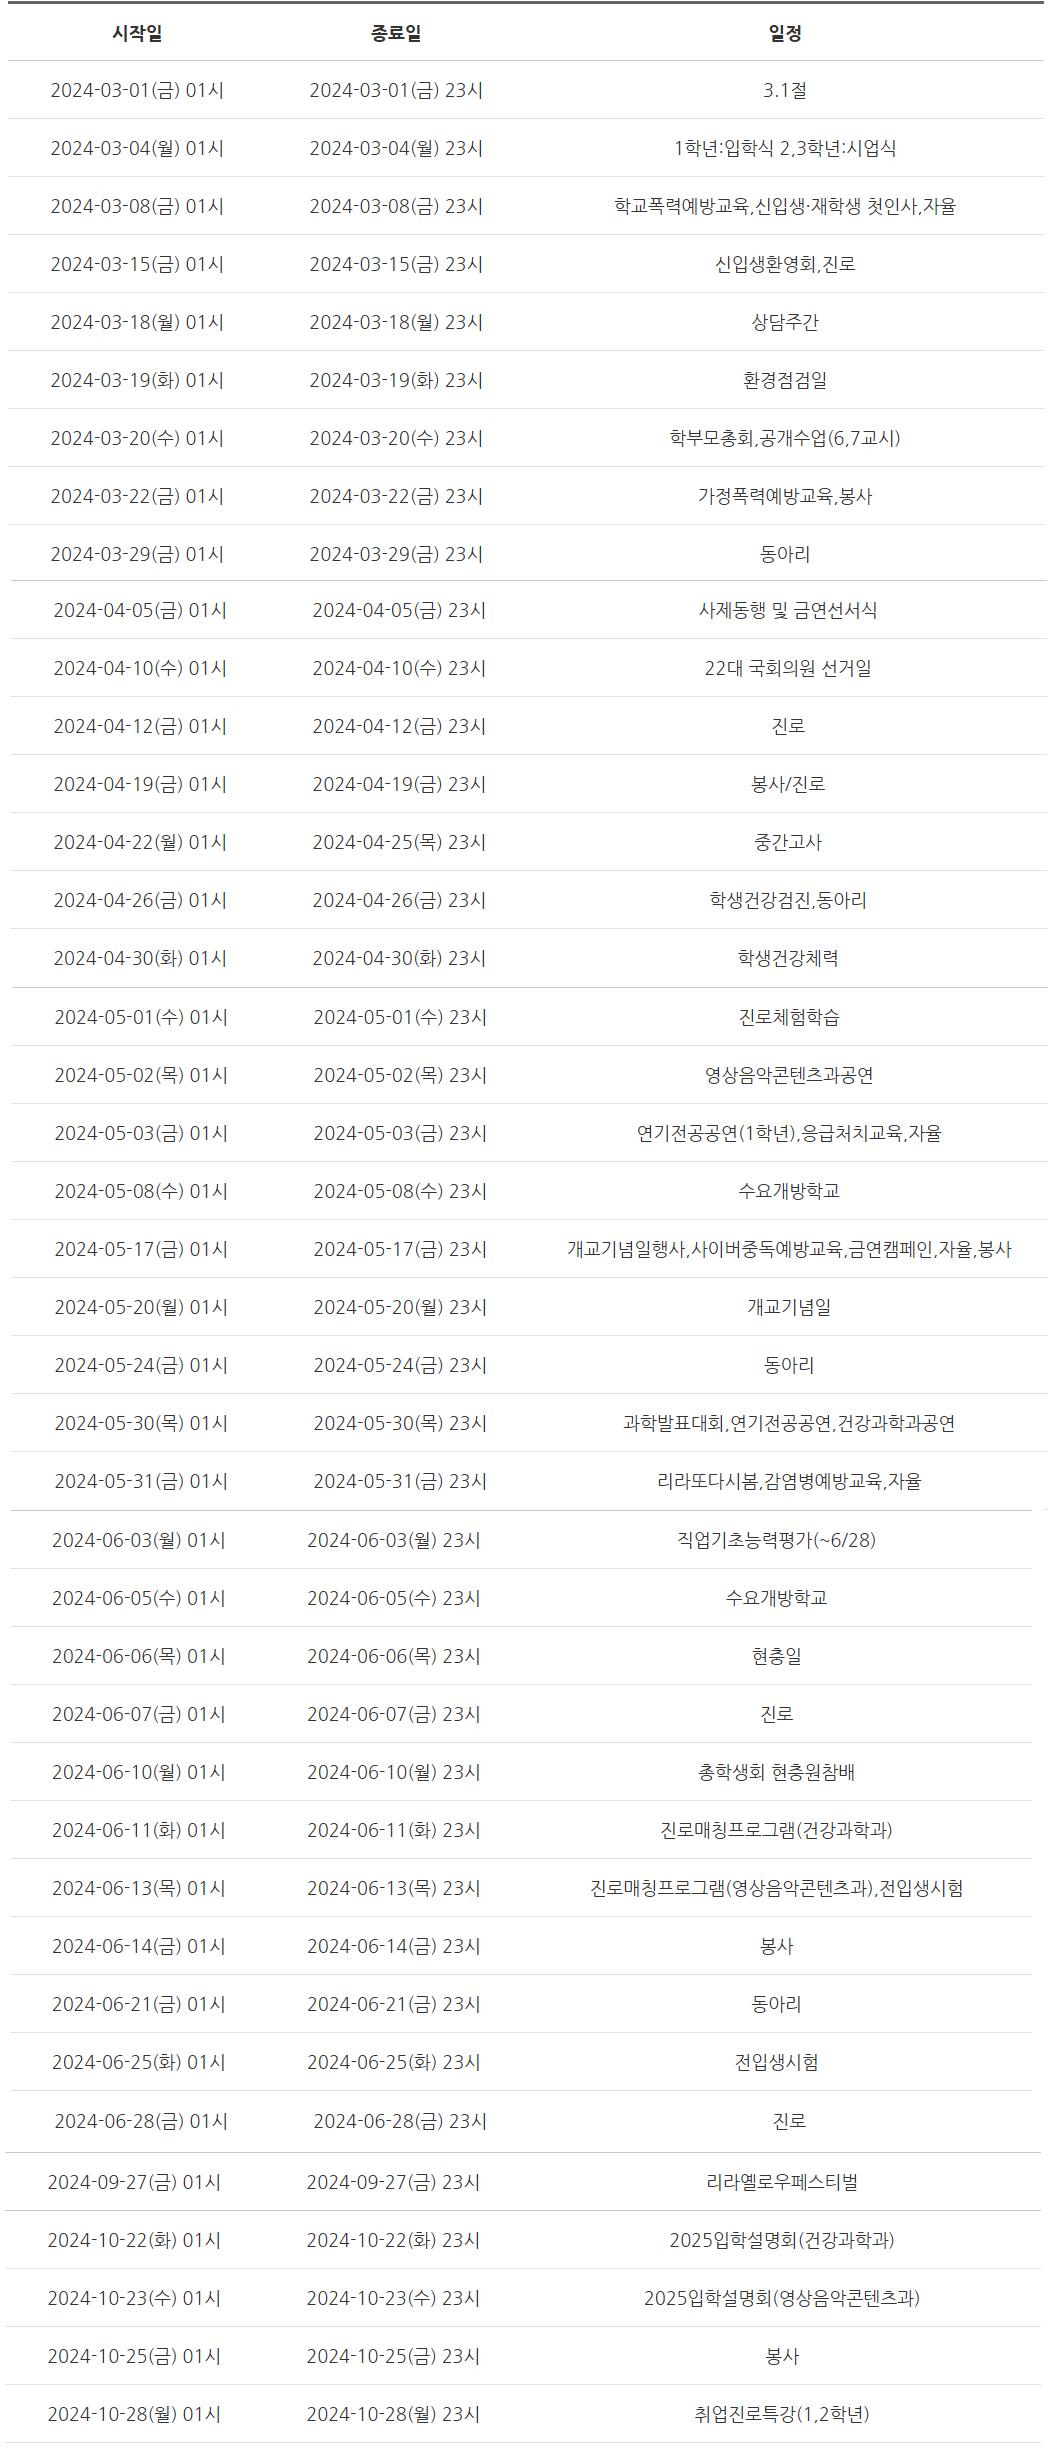 시작일 종료일 일정
2024-03-01(금) 01시 2024-03-01(금) 23시 3.1절
2024-03-04(월) 01시 2024-03-04(월) 23시 1학년:입학식 2,3학년:시업식
2024-03-08(금) 01시 2024-03-08(금) 23시 학교폭력예방교육,신입생·재학생 첫인사,자율
2024-03-15(금) 01시 2024-03-15(금) 23시 신입생환영회,진로
2024-03-18(월) 01시 2024-03-18(월) 23시 상담주간
2024-03-19(화) 01시 2024-03-19(화) 23시 환경점검일
2024-03-20(수) 01시 2024-03-20(수) 23시 학부모총회,공개수업(6,7교시)
2024-03-22(금) 01시 2024-03-22(금) 23시 가정폭력예방교육,봉사
2024-03-29(금) 01시 2024-03-29(금) 23시 동아리
2024-04-05(금) 01시 2024-04-05(금) 23시 사제동행 및 금연선서식
2024-04-10(수) 01시 2024-04-10(수) 23시 22대 국회의원 선거일
2024-04-12(금) 01시 2024-04-12(금) 23시 진로
2024-04-19(금) 01시 2024-04-19(금) 23시 봉사/진로
2024-04-22(월) 01시 2024-04-25(목) 23시 중간고사
2024-04-26(금) 01시 2024-04-26(금) 23시 학생건강검진,동아리
2024-04-30(화) 01시 2024-04-30(화) 23시 학생건강체력
2024-05-01(수) 01시 2024-05-01(수) 23시 진로체험학습
2024-05-02(목) 01시 2024-05-02(목) 23시 영상음악콘텐츠과공연
2024-05-03(금) 01시 2024-05-03(금) 23시 연기전공공연(1학년),응급처치교육,자율
2024-05-08(수) 01시 2024-05-08(수) 23시 수요개방학교
2024-05-17(금) 01시 2024-05-17(금) 23시 개교기념일행사,사이버중독예방교육,금연캠페인,자율,봉사
2024-05-20(월) 01시 2024-05-20(월) 23시 개교기념일
2024-05-24(금) 01시 2024-05-24(금) 23시 동아리
2024-05-30(목) 01시 2024-05-30(목) 23시 과학발표대회,연기전공공연,건강과학과공연
2024-05-31(금) 01시 2024-05-31(금) 23시 리라또다시봄,감염병예방교육,자율
2024-06-03(월) 01시 2024-06-03(월) 23시 직업기초능력평가(~6/28)
2024-06-05(수) 01시 2024-06-05(수) 23시 수요개방학교
2024-06-06(목) 01시 2024-06-06(목) 23시 현충일
2024-06-07(금) 01시 2024-06-07(금) 23시 진로
2024-06-10(월) 01시 2024-06-10(월) 23시 총학생회 현충원참배
2024-06-11(화) 01시 2024-06-11(화) 23시 진로매칭프로그램(건강과학과)
2024-06-13(목) 01시 2024-06-13(목) 23시 진로매칭프로그램(영상음악콘텐츠과),전입생시험
2024-06-14(금) 01시 2024-06-14(금) 23시 봉사
2024-06-21(금) 01시 2024-06-21(금) 23시 동아리
2024-06-25(화) 01시 2024-06-25(화) 23시 전입생시험
2024-06-28(금) 01시 2024-06-28(금) 23시 진로
2024-09-27(금) 01시 2024-09-27(금) 23시 리라옐로우페스티벌
2024-10-22(화) 01시 2024-10-22(화) 23시 2025입학설명회(건강과학과)
2024-10-23(수) 01시 2024-10-23(수) 23시 2025입학설명회(영상음악콘텐츠과)
2024-10-25(금) 01시 2024-10-25(금) 23시 봉사
2024-10-28(월) 01시 2024-10-28(월) 23시 취업진로특강(1,2학년)